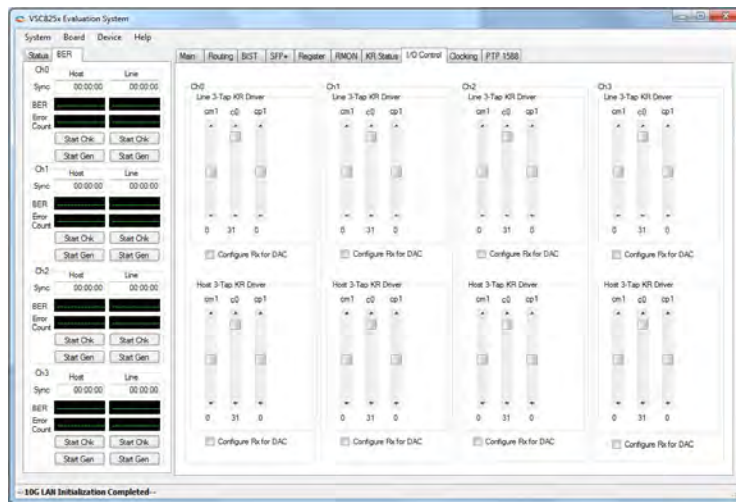 VSC825x Evaluation System
System Board Device Help
Status BER
Main Routing BIST SFP+ Register RMON KR Status I/O Control Clocking PTP 1588
Ch0
Host Line
Sync 00:00:00 00:00:00
BER
Error Count
Start Chk Start Chk
Start Gen Start Gen
Ch1
Host Line
Sync 00:00:00 00:00:00
BER
Error Count
Start Chk Start Chk
Start Gen Start Gen
Ch2
Host Line
Sync 00:00:00 00:00:00
BER
Error Count
Start Chk Start Chk
Start Gen Start Gen
Ch3
Host Line
Sync 00:00:00 00:00:00
BER
Error Count
Start Chk Start Chk
Start Gen Start Gen
Ch0 Ch1 Ch2 Ch3
Line 3-Tap KR Driver Line 3-Tap KR Driver Line 3-Tap KR Driver Line 3-Tap KR Driver
cm1 c0 cp1 cm1 c0 cp1 cm1 c0 cp1 cm1 c0 cp1
0 31 0 0 31 0 0 31 0 0 31 0
Configure Rx for DAC Configure Rx for DAC Configure Rx for DAC Configure Rx for DAC
Host 3-Tap KR Driver Host 3-Tap KR Driver Host 3-Tap KR Driver Host 3-Tap KR Driver
cm1 c0 cp1 cm1 c0 cp1 cm1 c0 cp1 cm1 c0 cp1
0 31 0 0 31 0 0 31 0 0 31 0
Configure Rx for DAC Configure Rx for DAC Configure Rx for DAC Configure Rx for DAC
--10G LAN Initialization Completed--